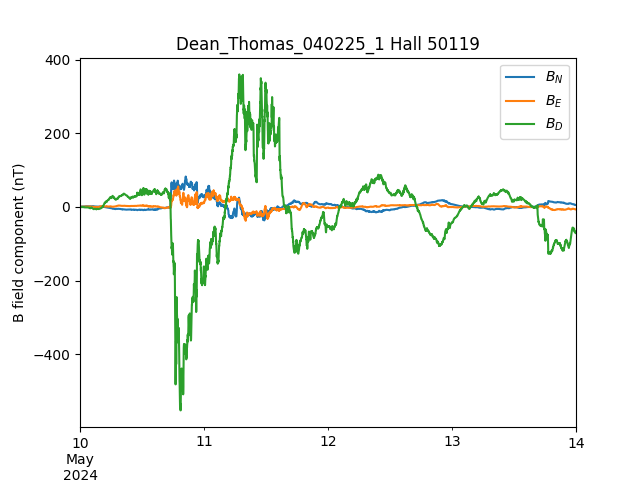 Dean_Thomas_040225_1 Hall 50119
B field component (nT)
400
200
0
−200
−400
B_N
B_E
B_D
10
11
12
13
14
May
2024